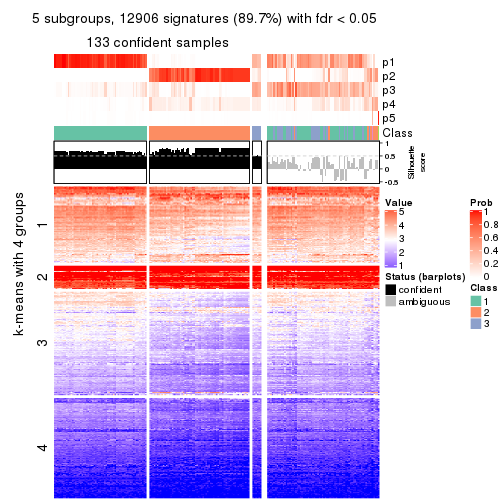 5 subgroups, 12906 signatures (89.7%) with fdr < 0.05
133 confident samples
p1
p2
p3
p4
p5
Class
1
0.5
0
-0.5
Silhouette
score
k-means with 4 groups
1
2
3
4
Value
5
4
3
2
1
Status (barplots)
confident
ambiguous
Prob
1
0.8
0.6
0.4
0.2
0
Class
1
2
3